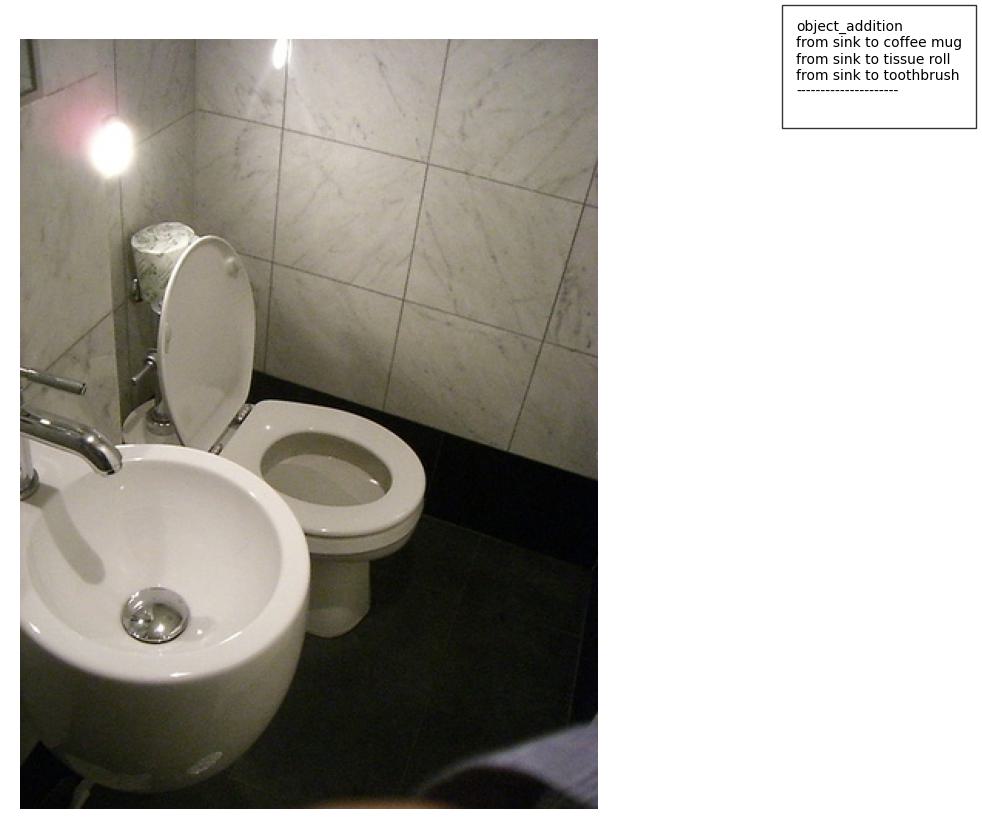 object_addition
from sink to coffee mug
from sink to tissue roll
from sink to toothbrush
---------------------